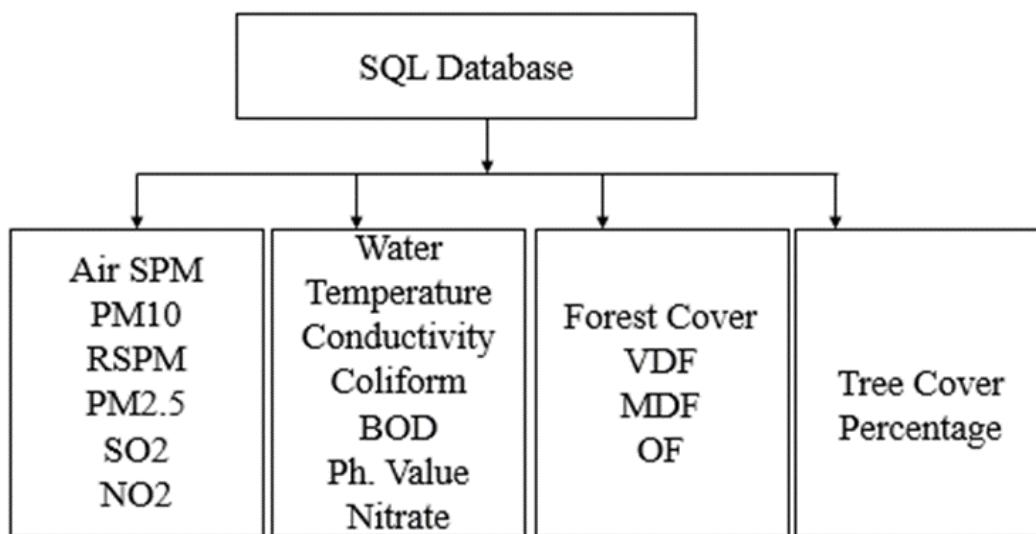 SQL Database
Air SPM
PM10
RSPM
PM2.5
SO2
NO2
Water
Temperature
Conductivity
Coliform
BOD
Ph. Value
Nitrate
Forest Cover
VDF
MDF
OF
Tree Cover
Percentage